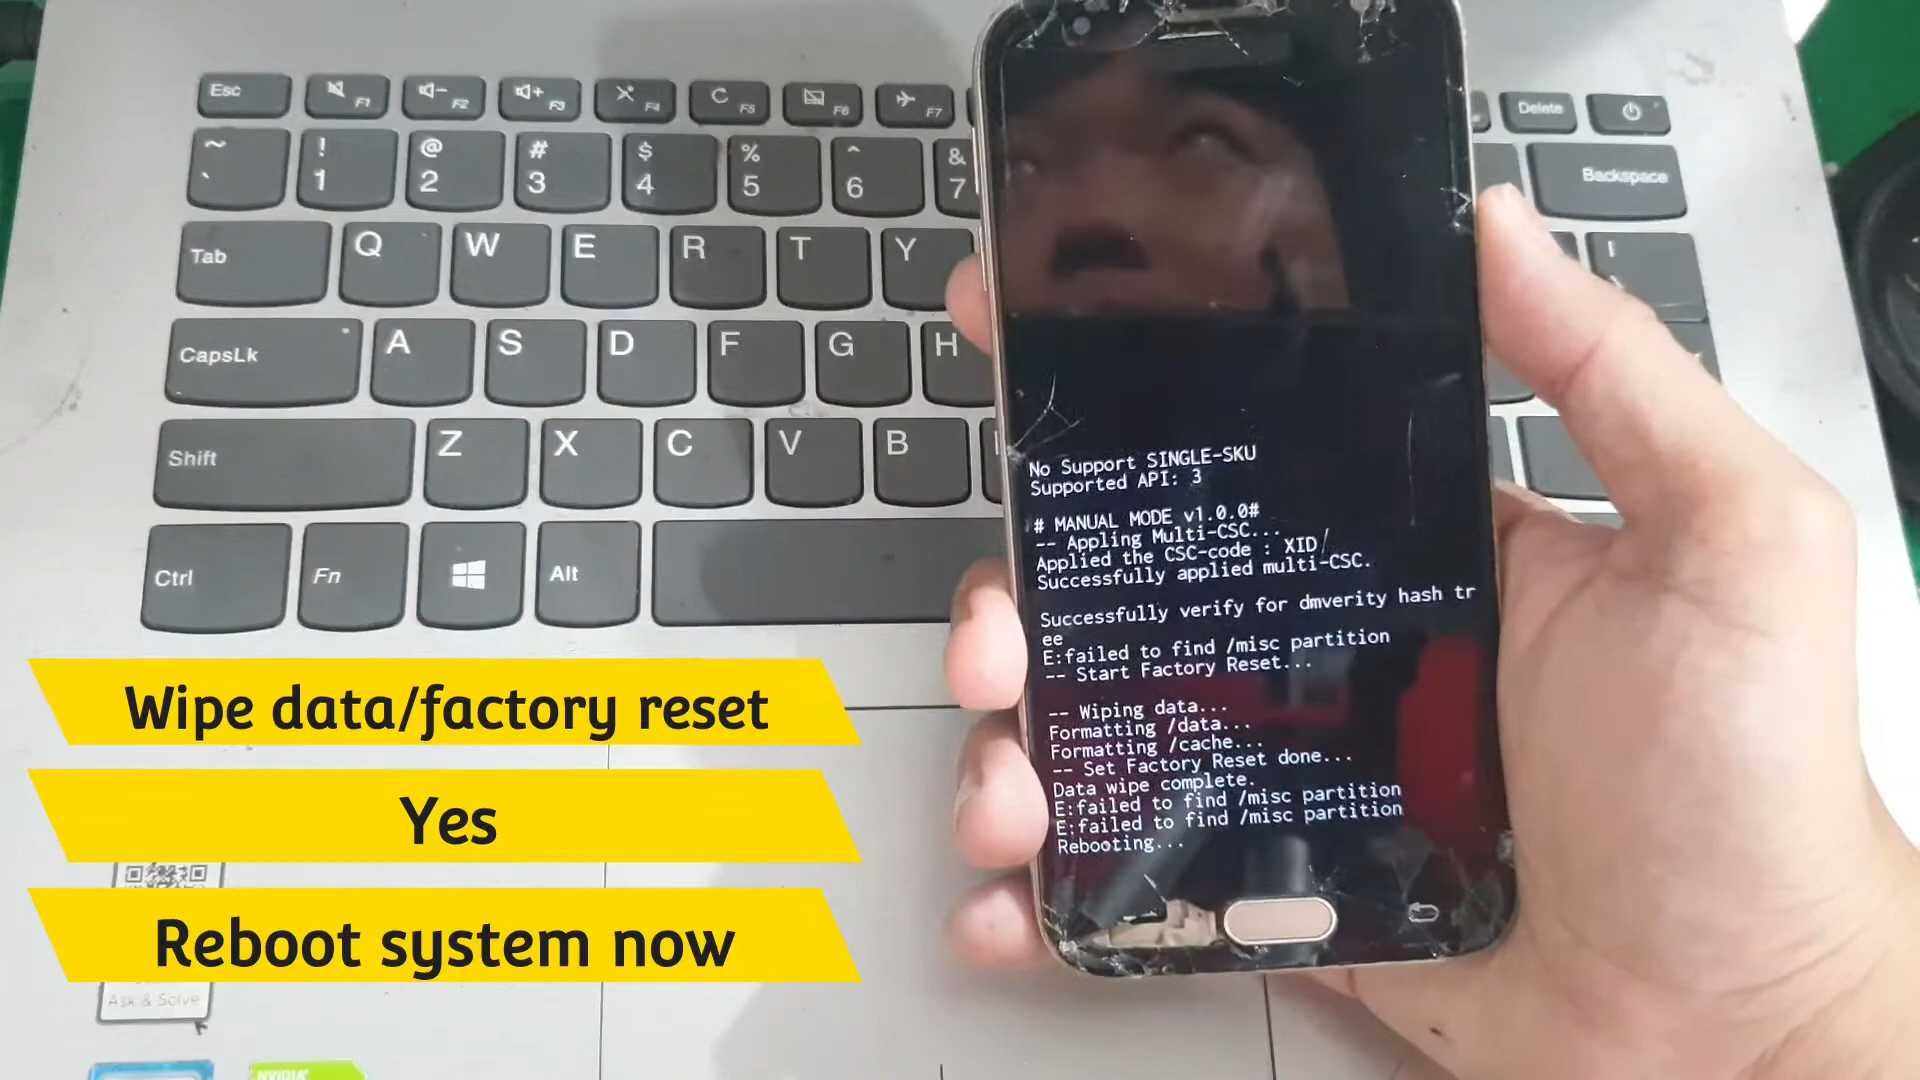 Esc
F1
F2
F3
F4
F5
F6
F7
Delete
~ ! @ # $ % ^ &
` 1 2 3 4 5 6 7
Backspace
Tab Q W E R T Y
CapsLk A S D F G H
Shift Z X C V B
Ctrl Fn Alt
No Support SINGLE-SKU
Supported API: 3
# MANUAL MODE v1.0.0#
-- Appling Multi-CSC...
Applied the CSC-code : XID
Successfully applied multi-CSC.
Successfully verify for dmverity hash tr
ee
E:failed to find /misc partition
-- Start Factory Reset...
-- Wiping data...
Formatting /data...
Formatting /cache...
-- Set Factory Reset done...
Data wipe complete.
E:failed to find /misc partition
E:failed to find /misc partition
Rebooting...
Wipe data/factory reset
Yes
Reboot system now
Ask & Solve
NVIDIA